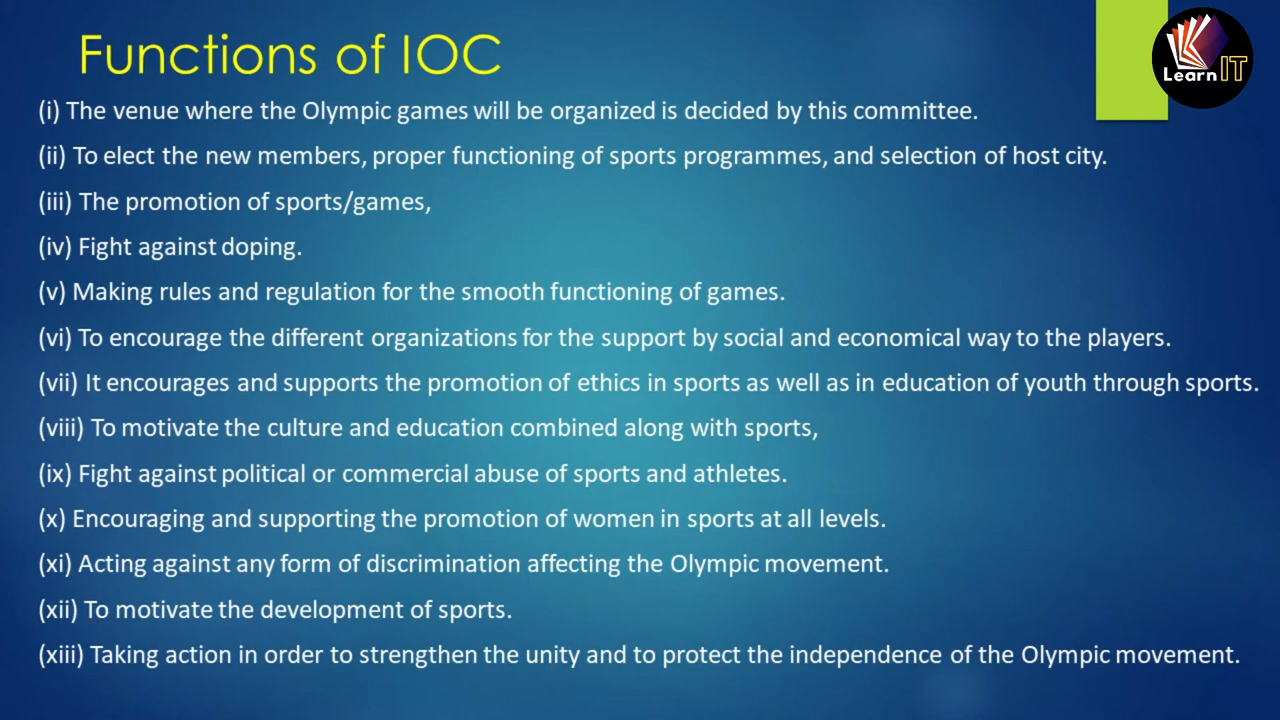 Functions of IOC
Learn IT
(i) The venue where the Olympic games will be organized is decided by this committee.
(ii) To elect the new members, proper functioning of sports programmes, and selection of host city.
(iii) The promotion of sports/games,
(iv) Fight against doping.
(v) Making rules and regulation for the smooth functioning of games.
(vi) To encourage the different organizations for the support by social and economical way to the players.
(vii) It encourages and supports the promotion of ethics in sports as well as in education of youth through sports.
(viii) To motivate the culture and education combined along with sports,
(ix) Fight against political or commercial abuse of sports and athletes.
(x) Encouraging and supporting the promotion of women in sports at all levels.
(xi) Acting against any form of discrimination affecting the Olympic movement.
(xii) To motivate the development of sports.
(xiii) Taking action in order to strengthen the unity and to protect the independence of the Olympic movement.